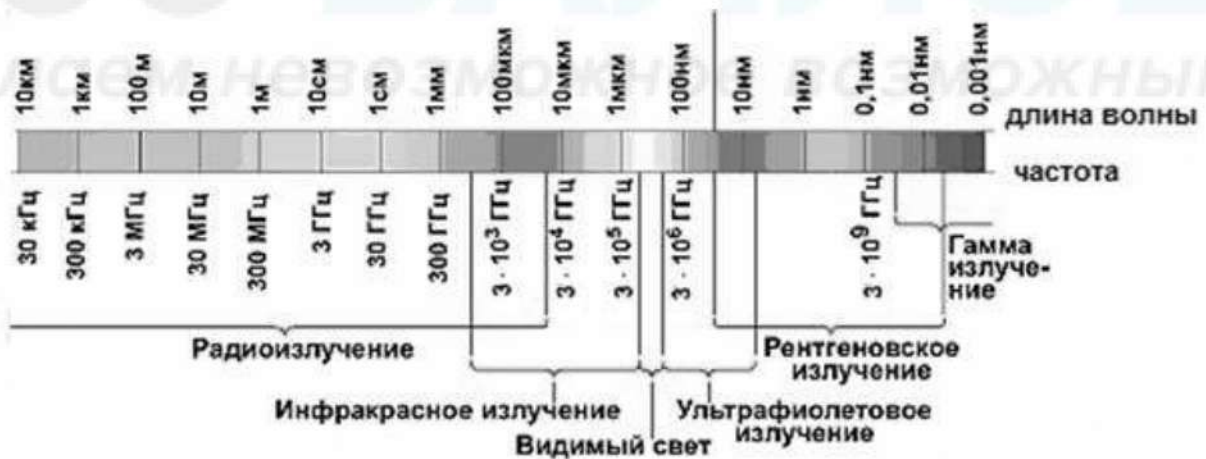 лаем невозможное возможным
10км 1км 100м 10м 1м 10см 1см 1мм 100мкм 10мкм 1мкм 100нм 10нм 1нм 0,1нм 0,01нм 0,001нм
длина волны
частота
30 кГц 300 кГц 3 МГц 30 МГц 300 МГц 3 ГГц 30 ГГц 300 ГГц 3 · 10³ ГГц 3 · 10⁴ ГГц 3 · 10⁵ ГГц 3 · 10⁶ ГГц 3 · 10⁹ ГГц
Гамма
излуче-
ние
Радиоизлучение
Рентгеновское
излучение
Инфракрасное излучение
Ультрафиолетовое
излучение
Видимый свет